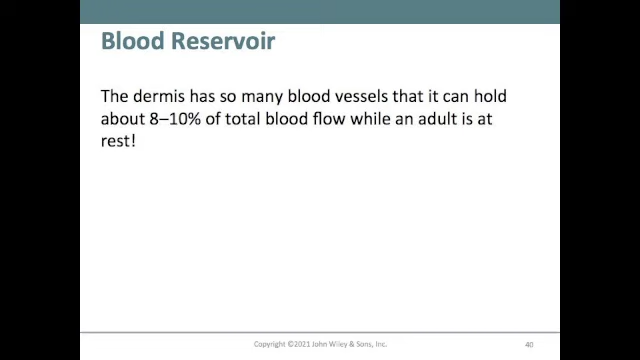 Blood Reservoir
The dermis has so many blood vessels that it can hold
about 8–10% of total blood flow while an adult is at
rest!
Copyright ©2021 John Wiley & Sons, Inc.
40